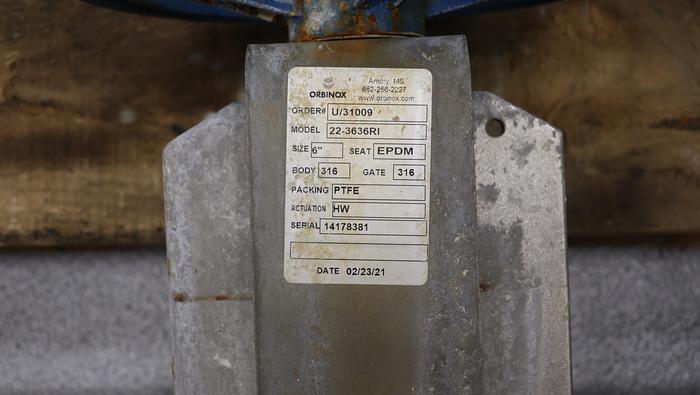 Amory, MS.
662-256-2227
ORBINOX www.orbinox.com
ORDER# U/31009
MODEL 22-3636RI
SIZE 6" SEAT EPDM
BODY 316 GATE 316
PACKING PTFE
ACTUATION HW
SERIAL 14178381
DATE 02/23/21